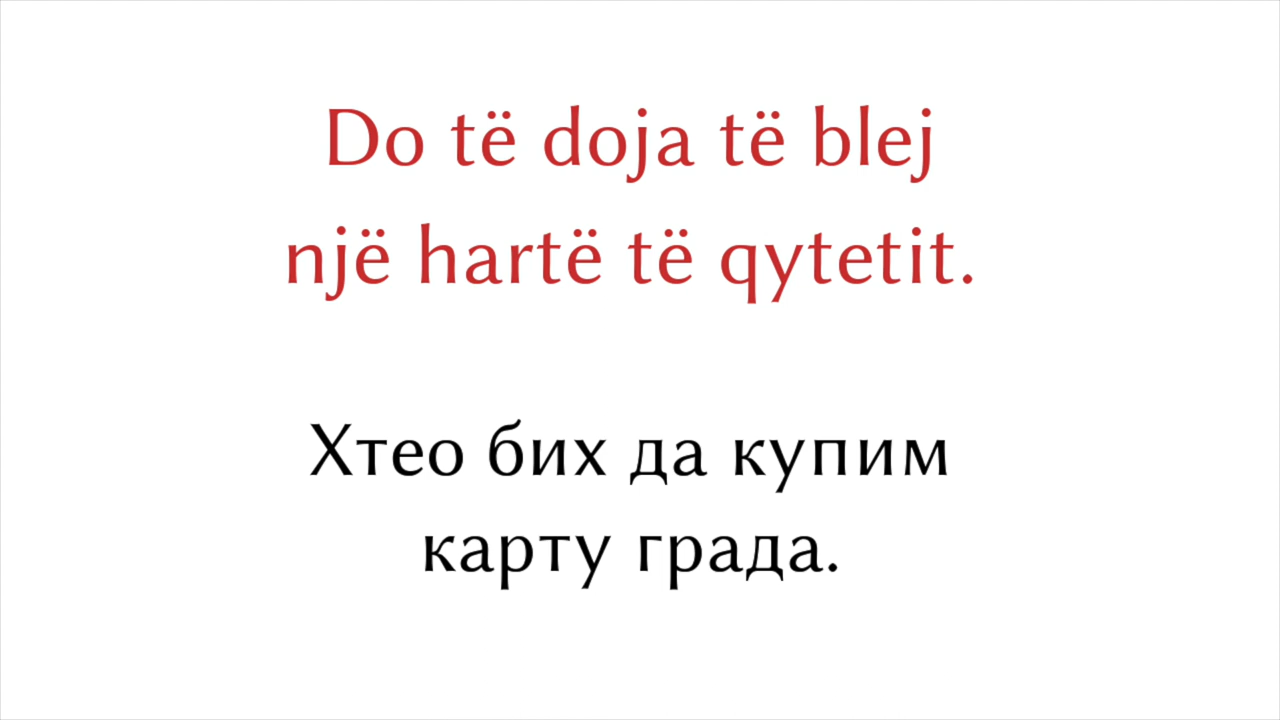 Do të doja të blej
një hartë të qytetit.
Хтео бих да купим
карту града.